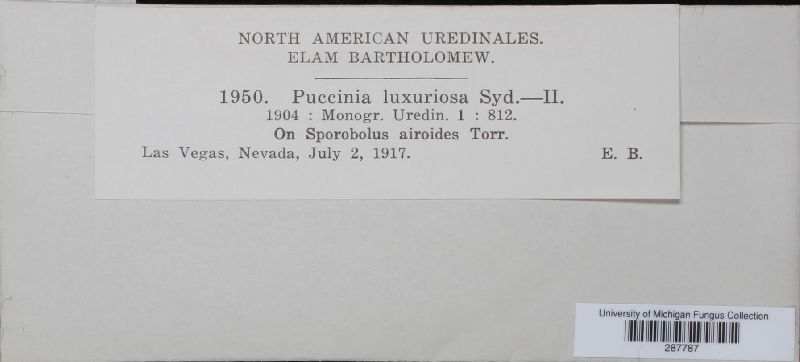 NORTH AMERICAN UREDINALES.
ELAM BARTHOLOMEW.
1950. Puccinia luxuriosa Syd.—II.
1904 : Monogr. Uredin. 1 : 812.
On Sporobolus airoides Torr.
Las Vegas, Nevada, July 2, 1917. E. B.
University of Michigan Fungus Collection
287787